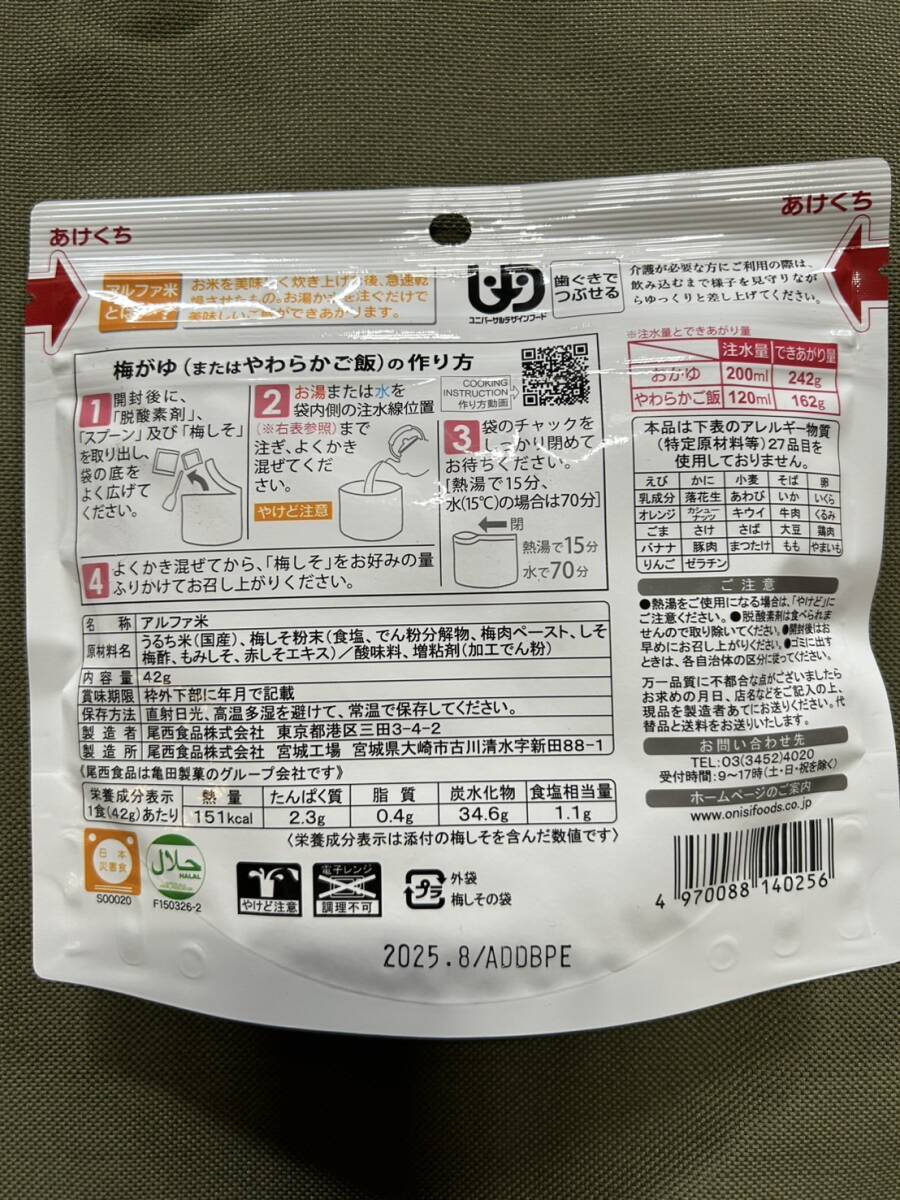 あけくち
あけくち
アルファ米
お米を美味しく炊き上げた後、急速乾
燥させたもの。お湯か水を注ぐだけで
美味しいご飯ができあがります。
ユニバーサルデザインフード
歯ぐきで
つぶせる
介護が必要な方にご利用の際は、
飲み込むまで様子を見守りなが
らゆっくりと差し上げてください。
梅がゆ(またはやわらかご飯)の作り方
COOKING
INSTRUCTION
作り方動画
1 開封後に、
「脱酸素剤」、
「スプーン」及び「梅しそ」
を取り出し、
袋の底を
よく広げて
ください。
2 お湯または水を
袋内側の注水線位置
(※右表参照)まで
注ぎ、よくかき
混ぜてくだ
さい。
やけど注意
3 袋のチャックを
しっかり閉めて
お待ちください。
[熱湯で15分、
水(15℃)の場合は70分]
閉
熱湯で15分
水で70分
4 よくかき混ぜてから、「梅しそ」をお好みの量
ふりかけてお召し上がりください。
※注水量とできあがり量
注水量 できあがり量
おかゆ 200ml 242g
やわらかご飯 120ml 162g
本品は下表のアレルギー物質
(特定原材料等)27品目を
使用しておりません。
えび かに 小麦 そば 卵
乳成分 落花生 あわび いか いくら
オレンジ カシューナッツ キウイ 牛肉 くるみ
ごま さけ さば 大豆 鶏肉
バナナ 豚肉 まつたけ もも やまいも
りんご ゼラチン
ご注意
●熱湯をご使用になる場合は、「やけど」に
ご注意ください。●脱酸素剤は食べられま
せんので取り除いてください。●開封後はお
早めにお召し上がりください。●ゴミに出す
ときは、各自治体の区分に従ってください。
万一品質に不都合な点がございましたら
お求めの月日、店名などをご記入の上、
現品を製造者あてにお送りください。代
替品と送料をお送りいたします。
お問い合わせ先
TEL:03(3452)4020
受付時間:9〜17時(土・日・祝を除く)
ホームページのご案内
www.onisifoods.co.jp
名称 アルファ米
原材料名 うるち米(国産)、梅しそ粉末(食塩、でん粉分解物、梅肉ペースト、しそ
梅酢、もみしそ、赤しそエキス)/酸味料、増粘剤(加工でん粉)
内容量 42g
賞味期限 枠外下部に年月で記載
保存方法 直射日光、高温多湿を避けて、常温で保存してください。
製造者 尾西食品株式会社 東京都港区三田3-4-2
製造所 尾西食品株式会社 宮城工場 宮城県大崎市古川清水字新田88-1
《尾西食品は亀田製菓のグループ会社です》
栄養成分表示 熱量 たんぱく質 脂質 炭水化物 食塩相当量
1食(42g)あたり 151kcal 2.3g 0.4g 34.6g 1.1g
〈栄養成分表示は添付の梅しそを含んだ数値です〉
日本
災害食
S00020
حلال
HALAL
F150326-2
やけど注意
電子レンジ
調理不可
プラ
外袋
梅しその袋
4 970088 140256
2025.8/ADDBPE